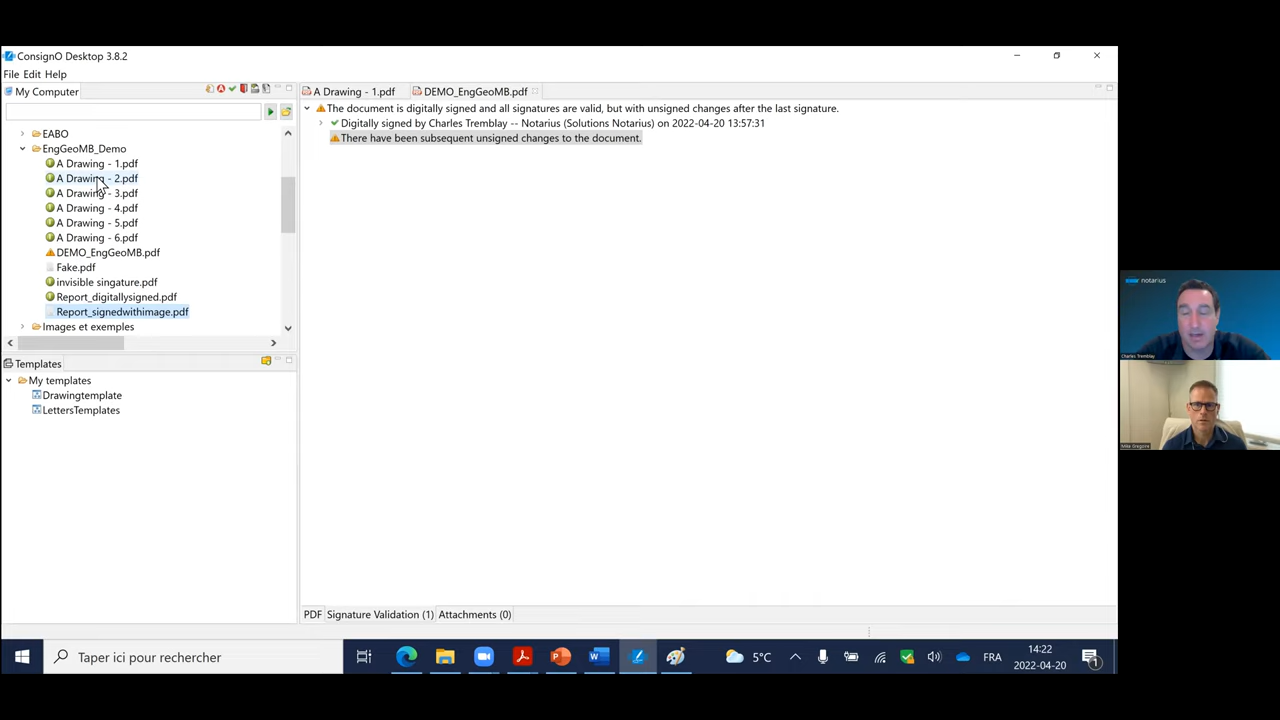 ConsignO Desktop 3.8.2
File Edit Help
My Computer
A Drawing - 1.pdf
DEMO_EngGeoMB.pdf
The document is digitally signed and all signatures are valid, but with unsigned changes after the last signature.
Digitally signed by Charles Tremblay -- Notarius (Solutions Notarius) on 2022-04-20 13:57:31
There have been subsequent unsigned changes to the document.
EABO
EngGeoMB_Demo
A Drawing - 1.pdf
A Drawing - 2.pdf
A Drawing - 3.pdf
A Drawing - 4.pdf
A Drawing - 5.pdf
A Drawing - 6.pdf
DEMO_EngGeoMB.pdf
Fake.pdf
invisible singature.pdf
Report_digitallysigned.pdf
Report_signedwithimage.pdf
Images et exemples
Templates
My templates
Drawingtemplate
LettersTemplates
PDF Signature Validation (1) Attachments (0)
notarius
Charles Tremblay
Mike Gregoire
Taper ici pour rechercher
5°C
FRA
14:22
2022-04-20
1